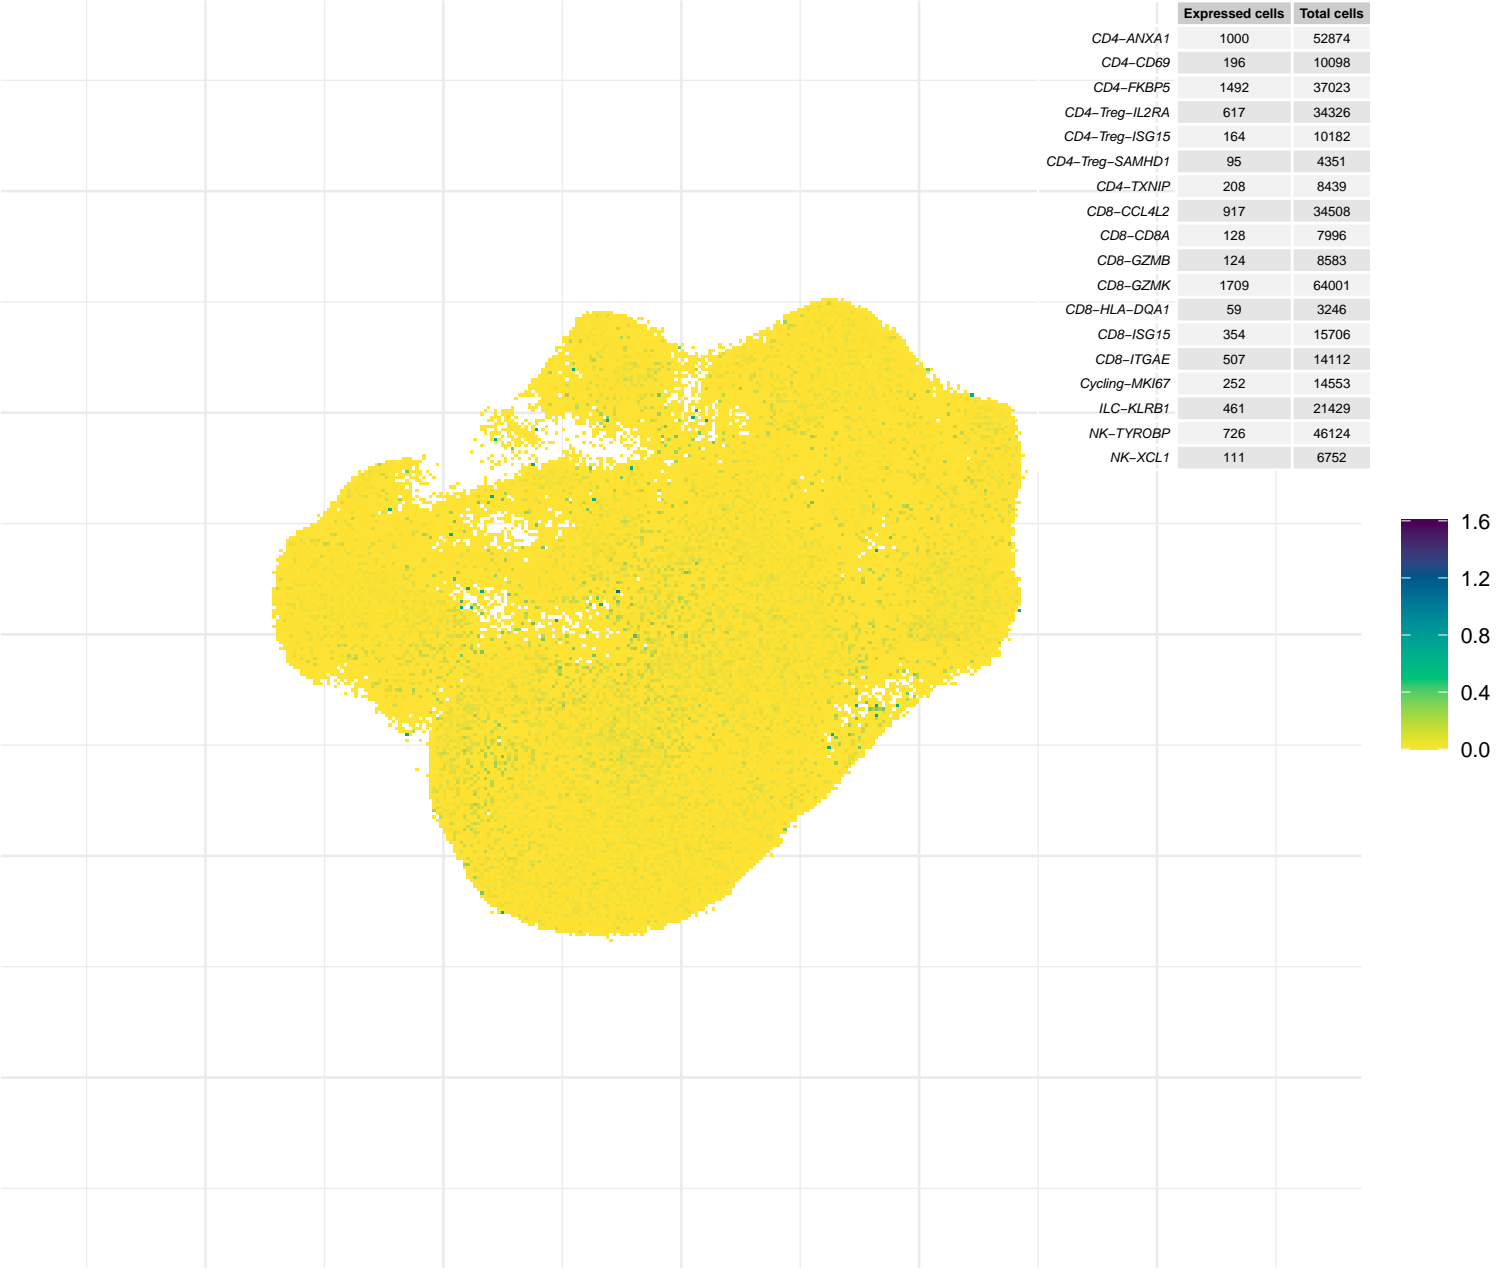 Expressed cells Total cells
CD4−ANXA1 1000 52874
CD4−CD69 196 10098
CD4−FKBP5 1492 37023
CD4−Treg−IL2RA 617 34326
CD4−Treg−ISG15 164 10182
CD4−Treg−SAMHD1 95 4351
CD4−TXNIP 208 8439
CD8−CCL4L2 917 34508
CD8−CD8A 128 7996
CD8−GZMB 124 8583
CD8−GZMK 1709 64001
CD8−HLA−DQA1 59 3246
CD8−ISG15 354 15706
CD8−ITGAE 507 14112
Cycling−MKI67 252 14553
ILC−KLRB1 461 21429
NK−TYROBP 726 46124
NK−XCL1 111 6752
1.6
1.2
0.8
0.4
0.0